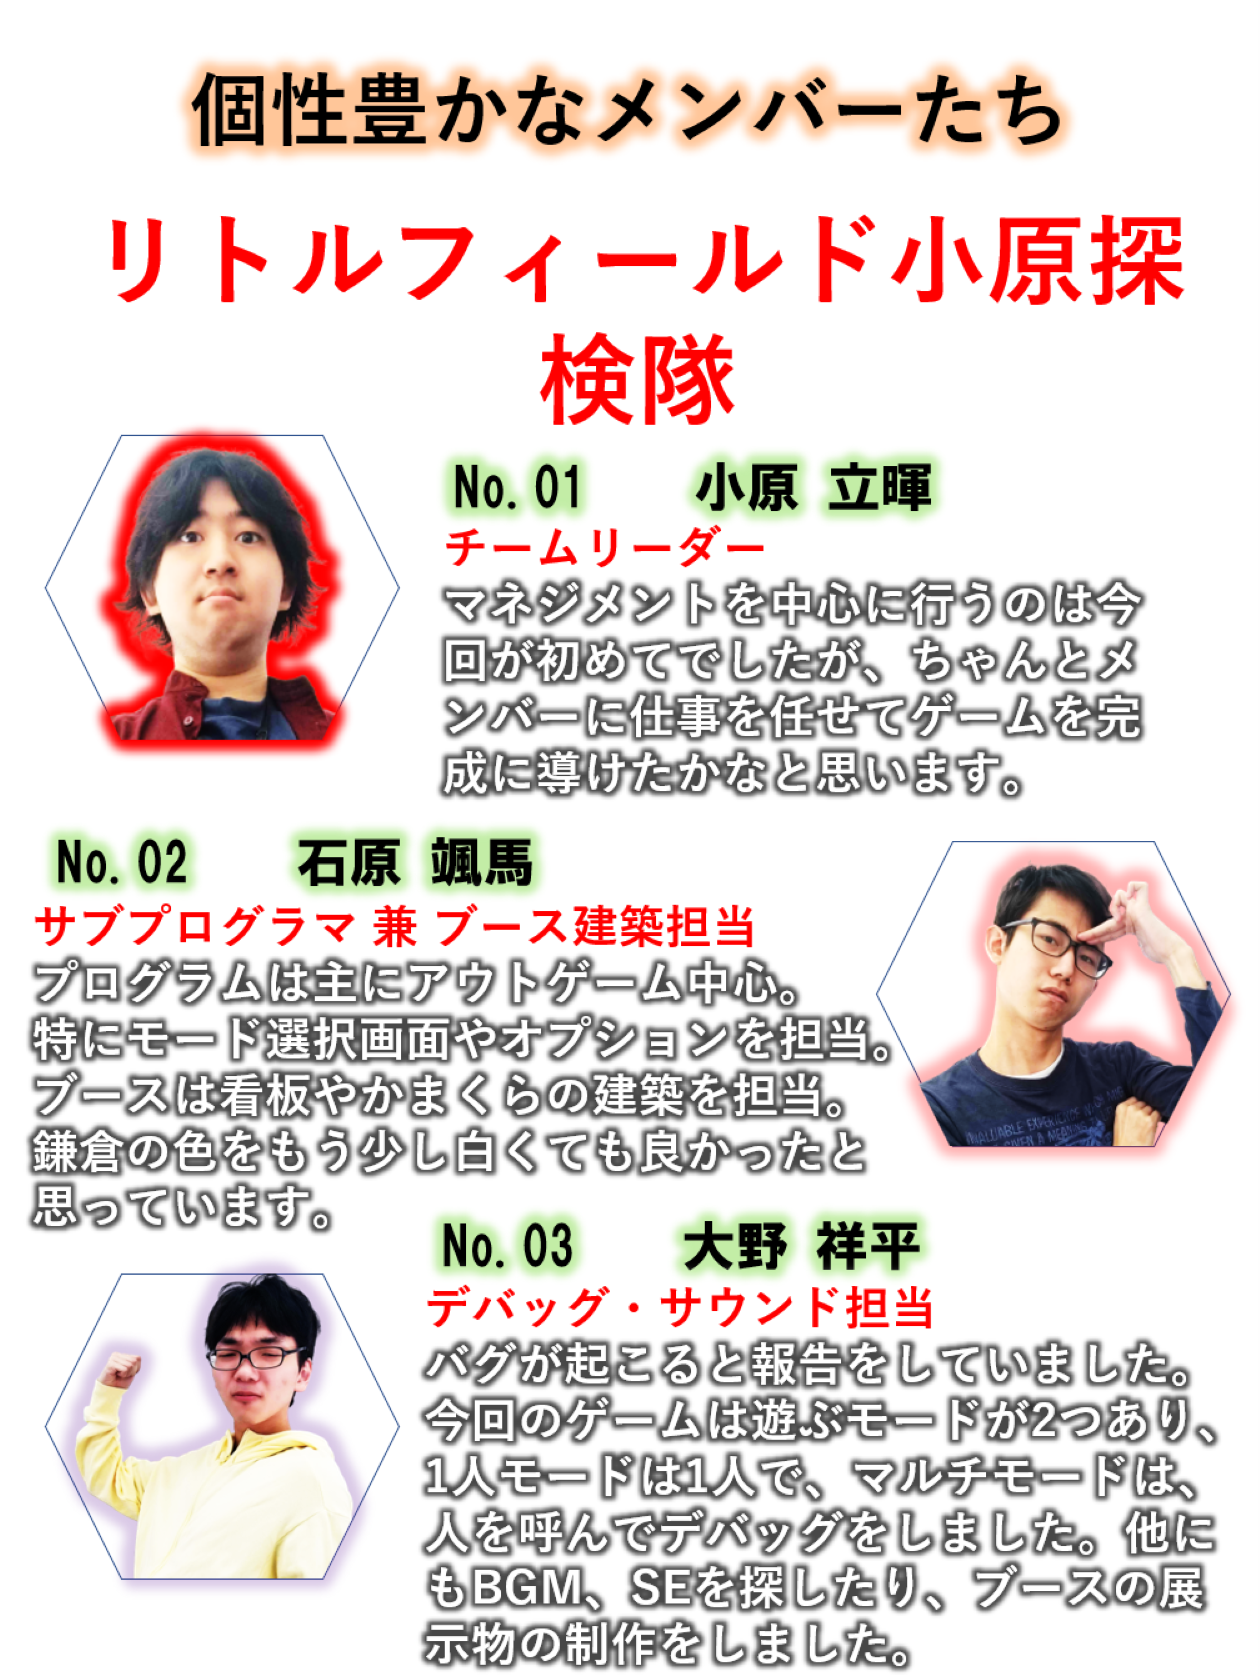 個性豊かなメンバーたち
リトルフィールド小原探
検隊
No.01 小原 立暉
チームリーダー
マネジメントを中心に行うのは今
回が初めてでしたが、ちゃんとメ
ンバーに仕事を任せてゲームを完
成に導けたかなと思います。
No.02 石原 颯馬
サブプログラマ 兼 ブース建築担当
プログラムは主にアウトゲーム中心。
特にモード選択画面やオプションを担当。
ブースは看板やかまくらの建築を担当。
鎌倉の色をもう少し白くても良かったと
思っています。
No.03 大野 祥平
デバッグ・サウンド担当
バグが起こると報告をしていました。
今回のゲームは遊ぶモードが2つあり、
1人モードは1人で、マルチモードは、
人を呼んでデバッグをしました。他に
もBGM、SEを探したり、ブースの展
示物の制作をしました。